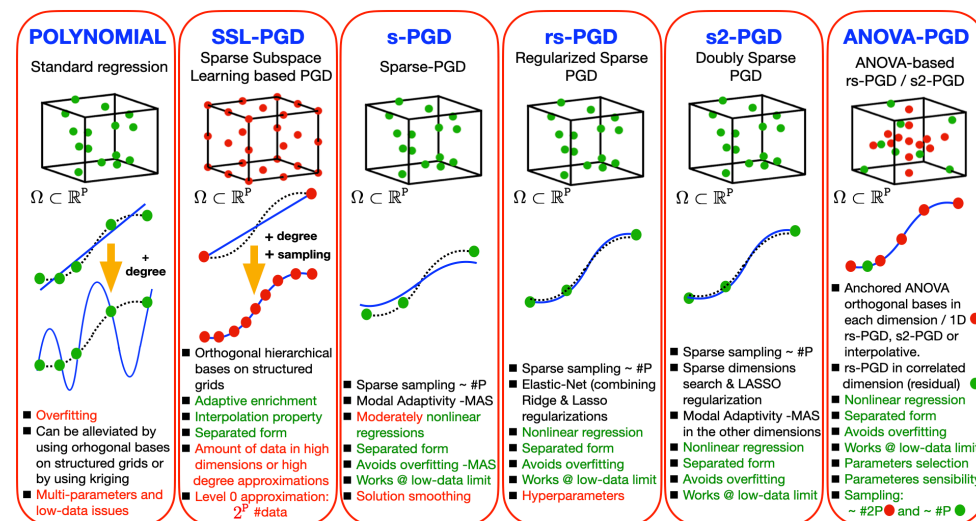 POLYNOMIAL
Standard regression
Ω ⊂ ℝᴾ
+
degree
Overfitting
Can be alleviated by
using orthogonal bases
on structured grids or
by using kriging
Multi-parameters and
low-data issues
SSL-PGD
Sparse Subspace
Learning based PGD
Ω ⊂ ℝᴾ
+ degree
+ sampling
Orthogonal hierarchical
bases on structured
grids
Adaptive enrichment
Interpolation property
Separated form
Amount of data in high
dimensions or high
degree approximations
Level 0 approximation:
2ᴾ #data
s-PGD
Sparse-PGD
Ω ⊂ ℝᴾ
Sparse sampling ~ #P
Modal Adaptivity -MAS
Moderately nonlinear
regressions
Separated form
Avoids overfitting -MAS
Works @ low-data limit
Solution smoothing
rs-PGD
Regularized Sparse
PGD
Ω ⊂ ℝᴾ
Sparse sampling ~ #P
Elastic-Net (combining
Ridge & Lasso
regularizations
Nonlinear regression
Separated form
Avoids overfitting
Works @ low-data limit
Hyperparameters
s2-PGD
Doubly Sparse
PGD
Ω ⊂ ℝᴾ
Sparse sampling ~ #P
Sparse dimensions
search & LASSO
regularization
Modal Adaptivity -MAS
in the other dimensions
Nonlinear regression
Separated form
Avoids overfitting
Works @ low-data limit
ANOVA-PGD
ANOVA-based
rs-PGD / s2-PGD
Ω ⊂ ℝᴾ
Anchored ANOVA
orthogonal bases in
each dimension / 1D
rs-PGD, s2-PGD or
interpolative.
rs-PGD in correlated
dimension (residual)
Nonlinear regression
Separated form
Avoids overfitting
Works @ low-data limit
Parameters selection
Parameters sensibility
Sampling:
~ #2P and ~ #P